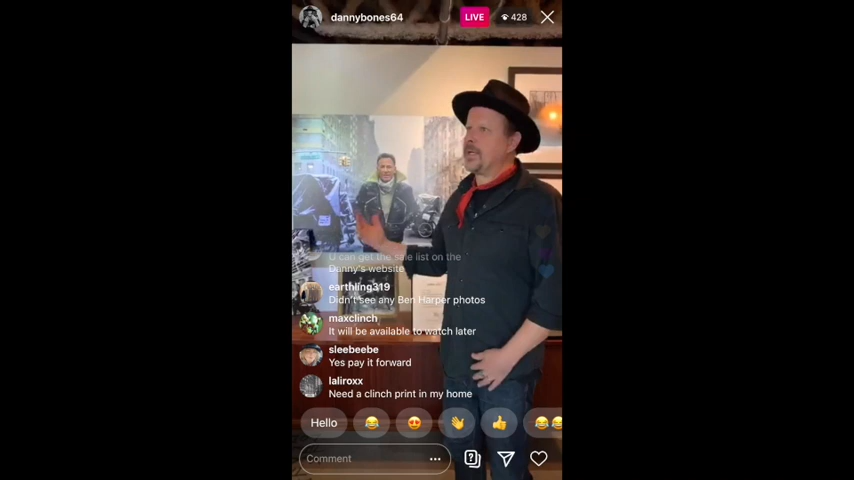 dannybones64
LIVE
428
U can get the sale list on the
Danny's website
earthling319
Didn't see any Ben Harper photos
maxclinch
It will be available to watch later
sleebeebe
Yes pay it forward
laliroxx
Need a clinch print in my home
Hello
Comment